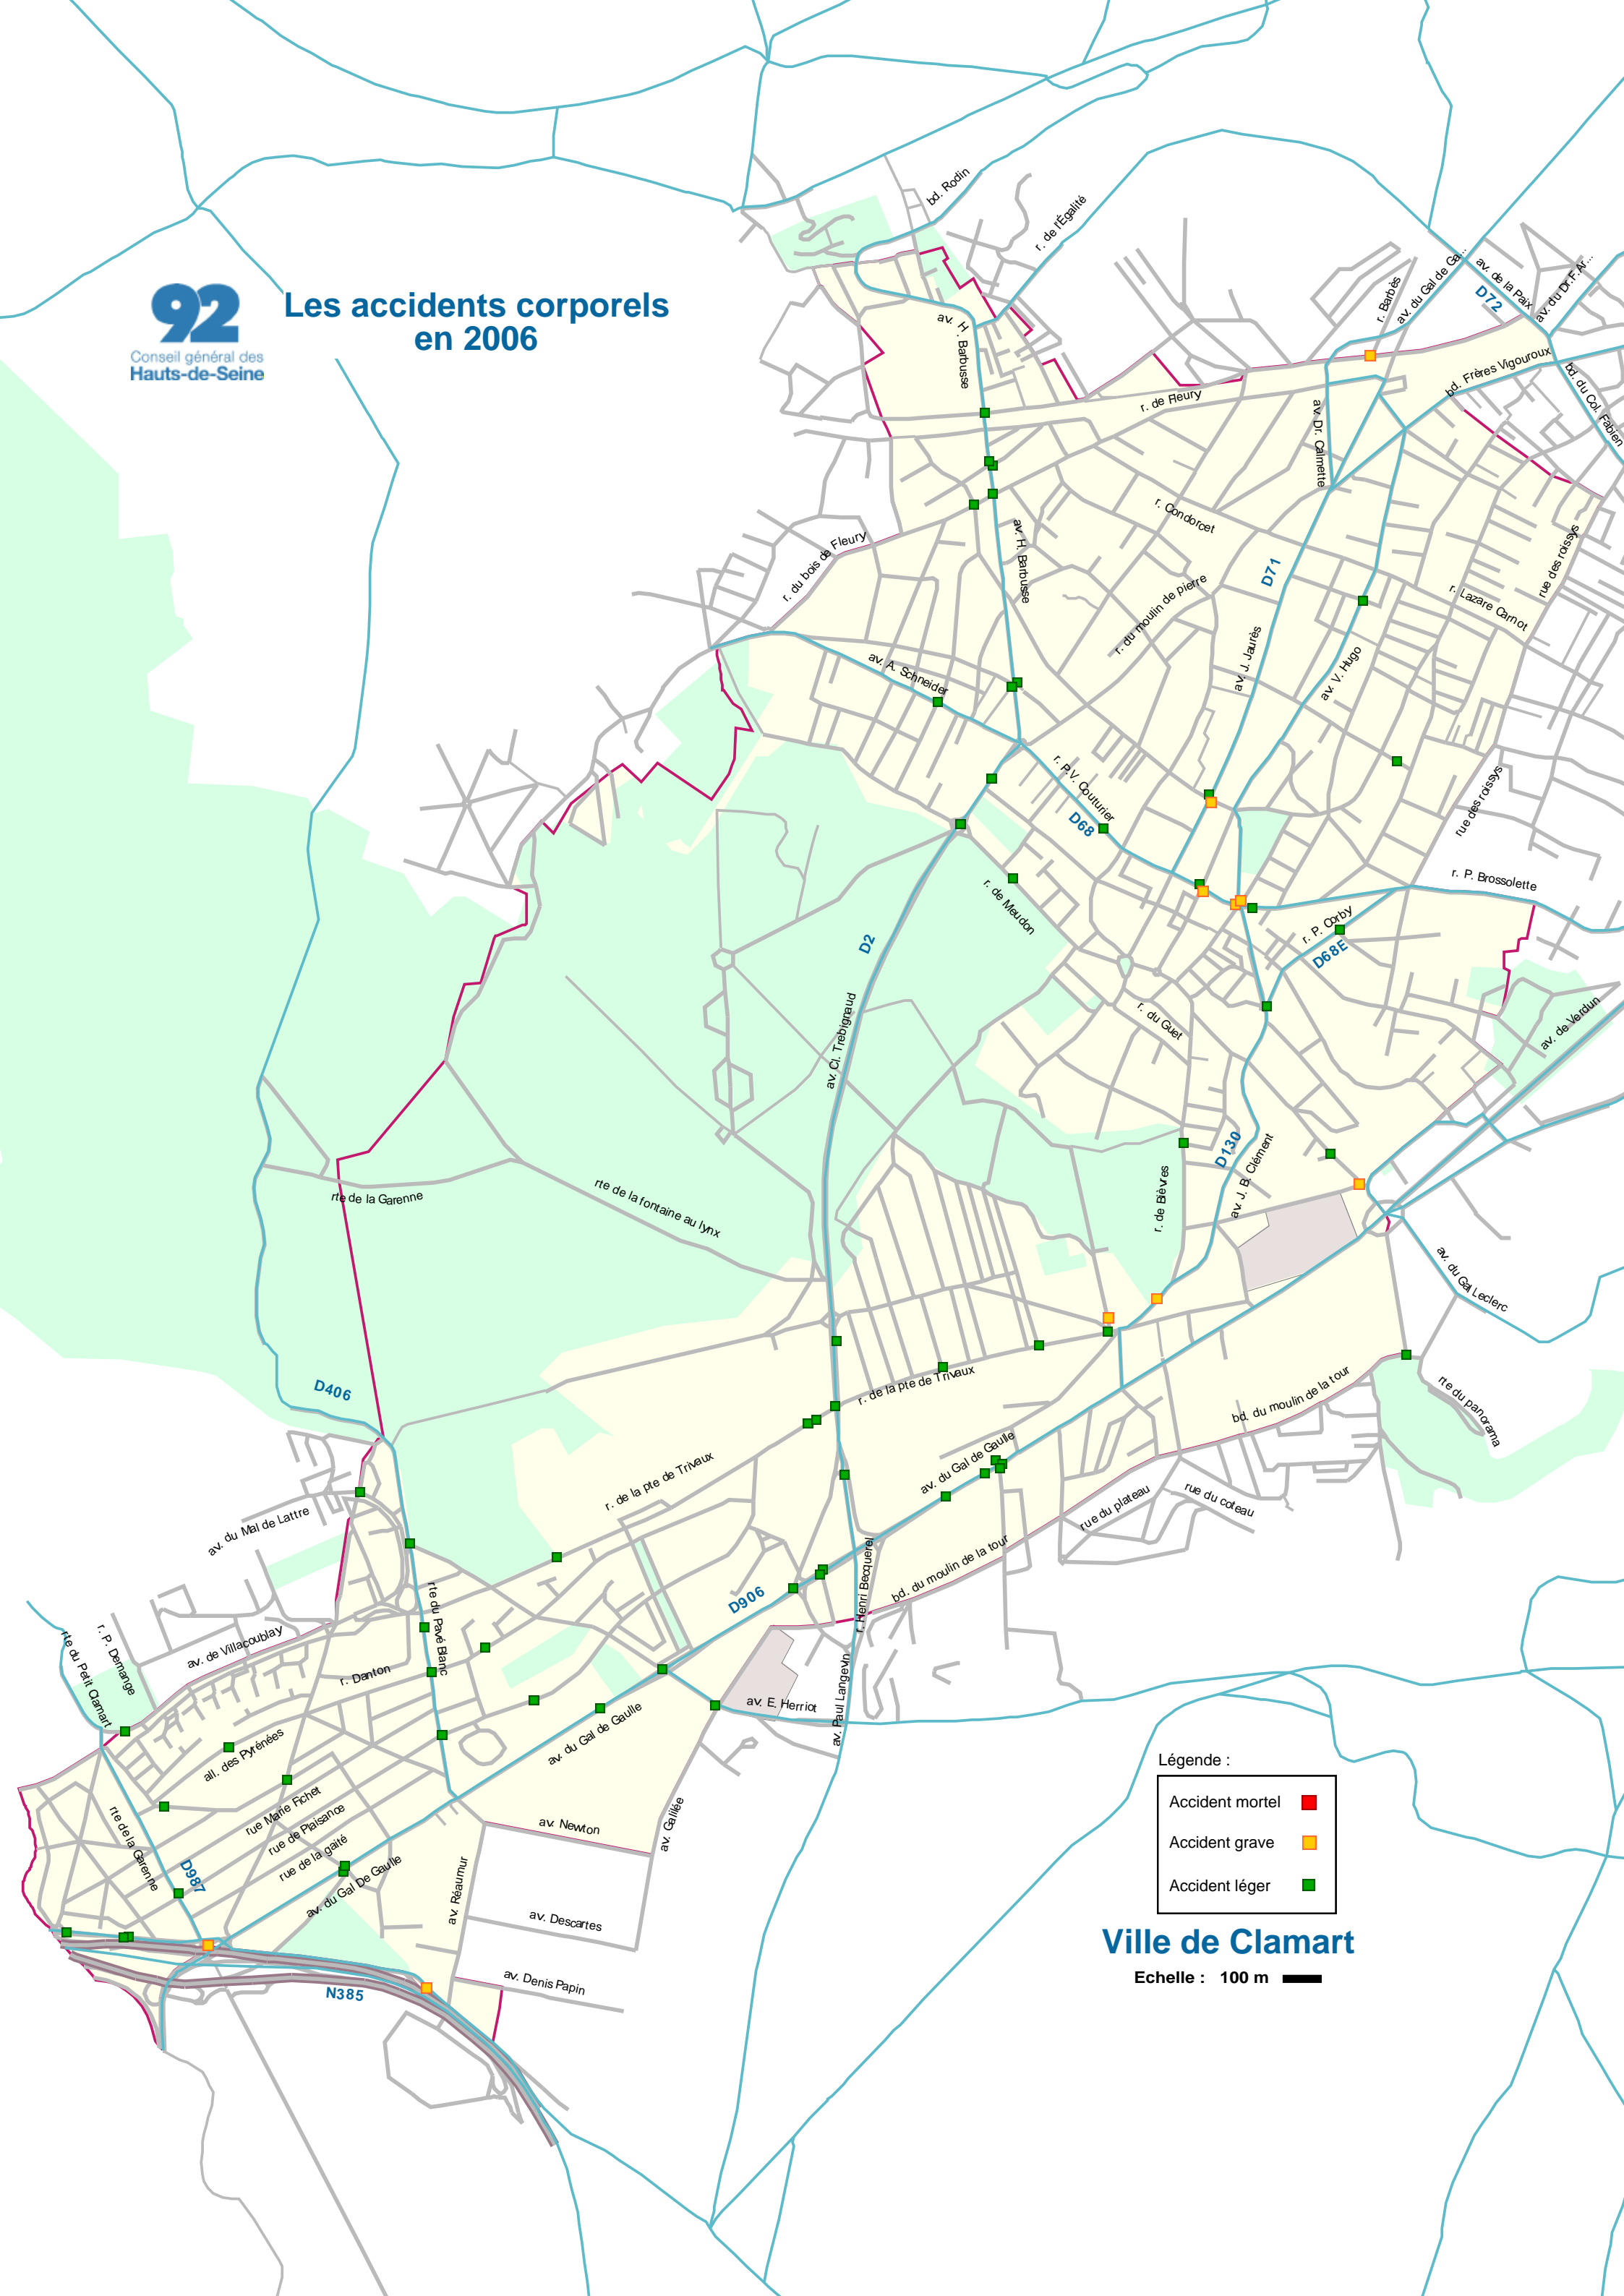 92
Conseil général des
Hauts-de-Seine
Les accidents corporels
en 2006
bd. Rodin
r. de l'Égalité
r. Barbès
av. du Gal de Ga...
av. de la Paix
D72
av. du Dr.F.Ar...
av. H. Barbusse
bd. Frères Vigouroux
bd. du Col. Fabien
r. de Fleury
av. Dr. Calmette
r. Condorcet
r. du bois de Fleury
av. H. Barbusse
D71
rue des roissys
r. Lazare Carnot
r. du moulin de pierre
av. A. Schneider
av. J. Jaurès
av. V. Hugo
r. P.V. Couturier
D68
rue des roissys
r. P. Brossolette
r. de Meudon
r. P. Corby
D68E
D2
av. Cl. Trebignaud
r. du Guet
av. de Verdun
D130
av. J. B. Clément
r. de Bièvres
rte de la Garenne
rte de la fontaine au lynx
av. du Gal Leclerc
D406
r. de la pte de Trivaux
bd. du moulin de la tour
rte du panorama
av. du Gal de Gaulle
r. de la pte de Trivaux
rue du plateau
rue du coteau
av. du Mal de Lattre
r. Henri Becquerel
bd. du moulin de la tour
D906
rte du Pavé Blanc
r. P. Demange
rte du Petit Clamart
av. de Villacoublay
r. Danton
av. E. Herriot
av. Paul Langevin
av. du Gal de Gaulle
all. des Pyrénées
Légende :
Accident mortel
Accident grave
Accident léger
rte de la Garenne
rue Marie Fichet
rue de Plaisance
rue de la gaité
av. Newton
av. Galilée
D987
av. du Gal De Gaulle
av. Réaumur
av. Descartes
Ville de Clamart
Echelle : 100 m
av. Denis Papin
N385